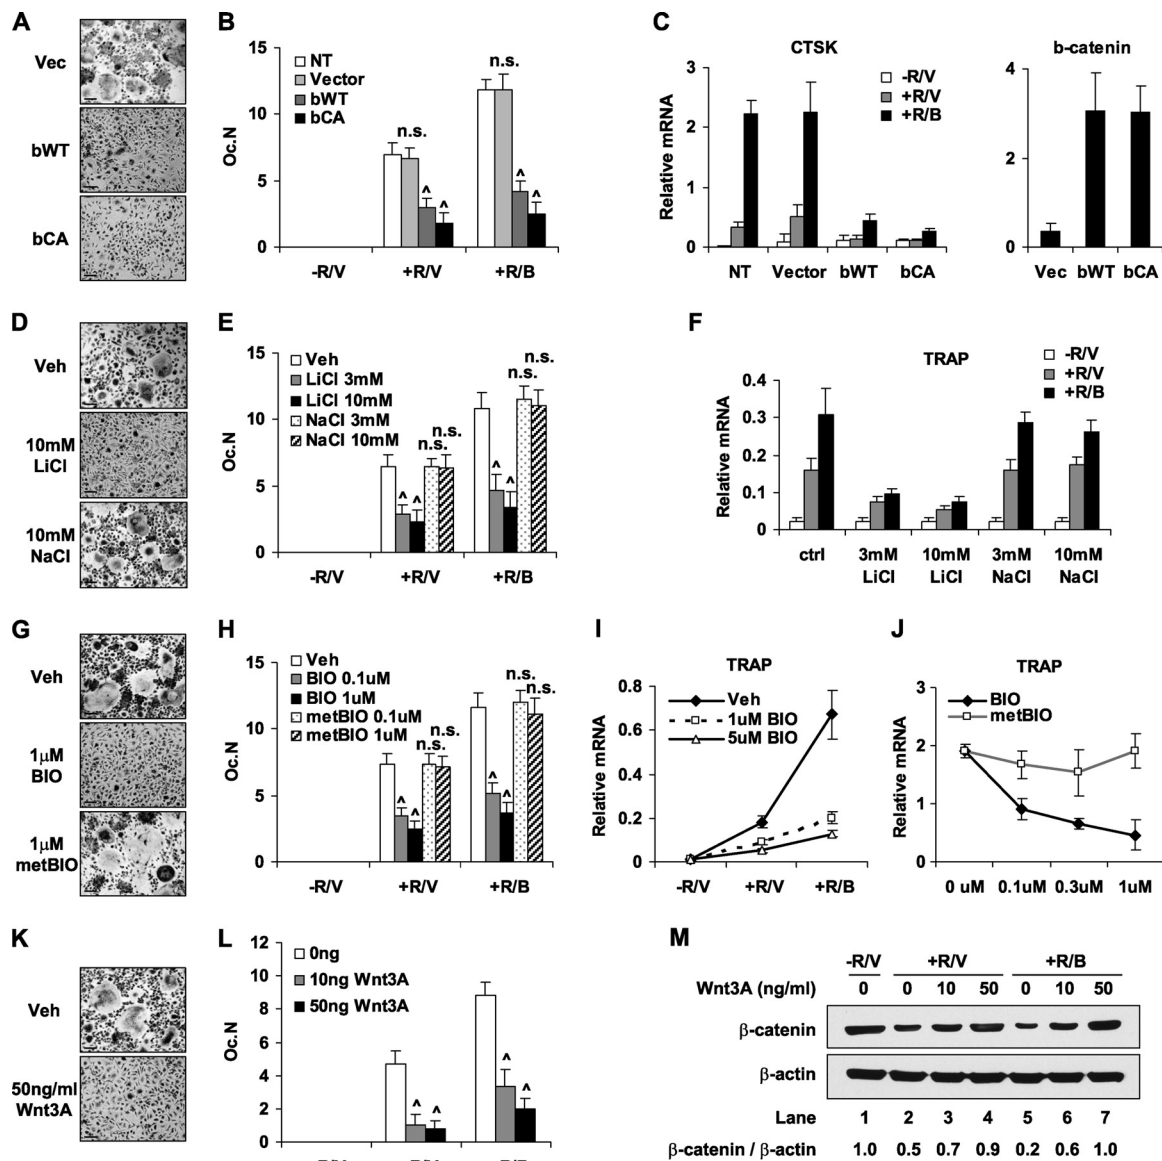 A
Vec
bWT
bCA
B
Oc.N
15
10
5
0
NT
Vector
bWT
bCA
n.s.
n.s.
^ ^
^ ^
-R/V +R/V +R/B
C
CTSK
Relative mRNA
3
2
1
0
-R/V
+R/V
+R/B
NT Vector bWT bCA
b-catenin
4
2
0
Vec bWT bCA
D
Veh
10mM
LiCl
10mM
NaCl
E
Oc.N
15
10
5
0
Veh
LiCl 3mM
LiCl 10mM
NaCl 3mM
NaCl 10mM
n.s.
n.s.
n.s.
n.s.
^ ^
^ ^
-R/V +R/V +R/B
F
TRAP
Relative mRNA
0.4
0.3
0.2
0.1
0
-R/V
+R/V
+R/B
ctrl 3mM 10mM 3mM 10mM
LiCl LiCl NaCl NaCl
G
Veh
1μM
BIO
1μM
metBIO
H
Oc.N
15
10
5
0
Veh
BIO 0.1uM
BIO 1uM
metBIO 0.1uM
metBIO 1uM
n.s.
n.s.
n.s.
n.s.
^ ^
^ ^
-R/V +R/V +R/B
I
TRAP
Relative mRNA
0.8
0.6
0.4
0.2
0
Veh
1uM BIO
5uM BIO
-R/V +R/V +R/B
J
TRAP
Relative mRNA
3
2
1
0
BIO
metBIO
0 uM 0.1uM 0.3uM 1uM
K
Veh
50ng/ml
Wnt3A
L
Oc.N
12
10
8
6
4
2
0
0ng
10ng Wnt3A
50ng Wnt3A
^ ^
^ ^
M
-R/V +R/V +R/B
Wnt3A (ng/ml) 0 0 10 50 0 10 50
β-catenin
β-actin
Lane 1 2 3 4 5 6 7
β-catenin / β-actin 1.0 0.5 0.7 0.9 0.2 0.6 1.0